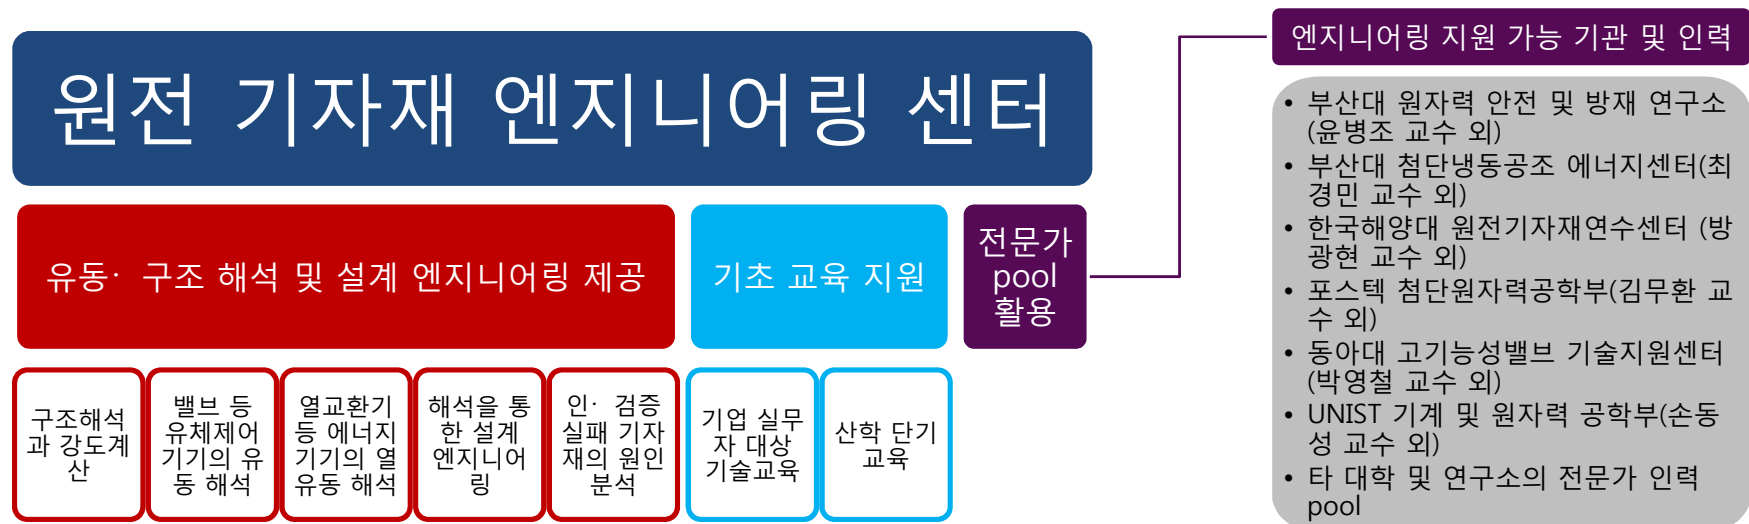 원전 기자재 엔지니어링 센터
유동· 구조 해석 및 설계 엔지니어링 제공
기초 교육 지원
전문가
pool
활용
구조해석
과 강도계
산
밸브 등
유체제어
기기의 유
동 해석
열교환기
등 에너지
기기의 열
유동 해석
해석을 통
한 설계
엔지니어
링
인· 검증
실패 기자
재의 원인
분석
기업 실무
자 대상
기술교육
산학 단기
교육
엔지니어링 지원 가능 기관 및 인력
• 부산대 원자력 안전 및 방재 연구소
(윤병조 교수 외)
• 부산대 첨단냉동공조 에너지센터(최
경민 교수 외)
• 한국해양대 원전기자재연수센터 (방
광현 교수 외)
• 포스텍 첨단원자력공학부(김무환 교
수 외)
• 동아대 고기능성밸브 기술지원센터
(박영철 교수 외)
• UNIST 기계 및 원자력 공학부(손동
성 교수 외)
• 타 대학 및 연구소의 전문가 인력
pool